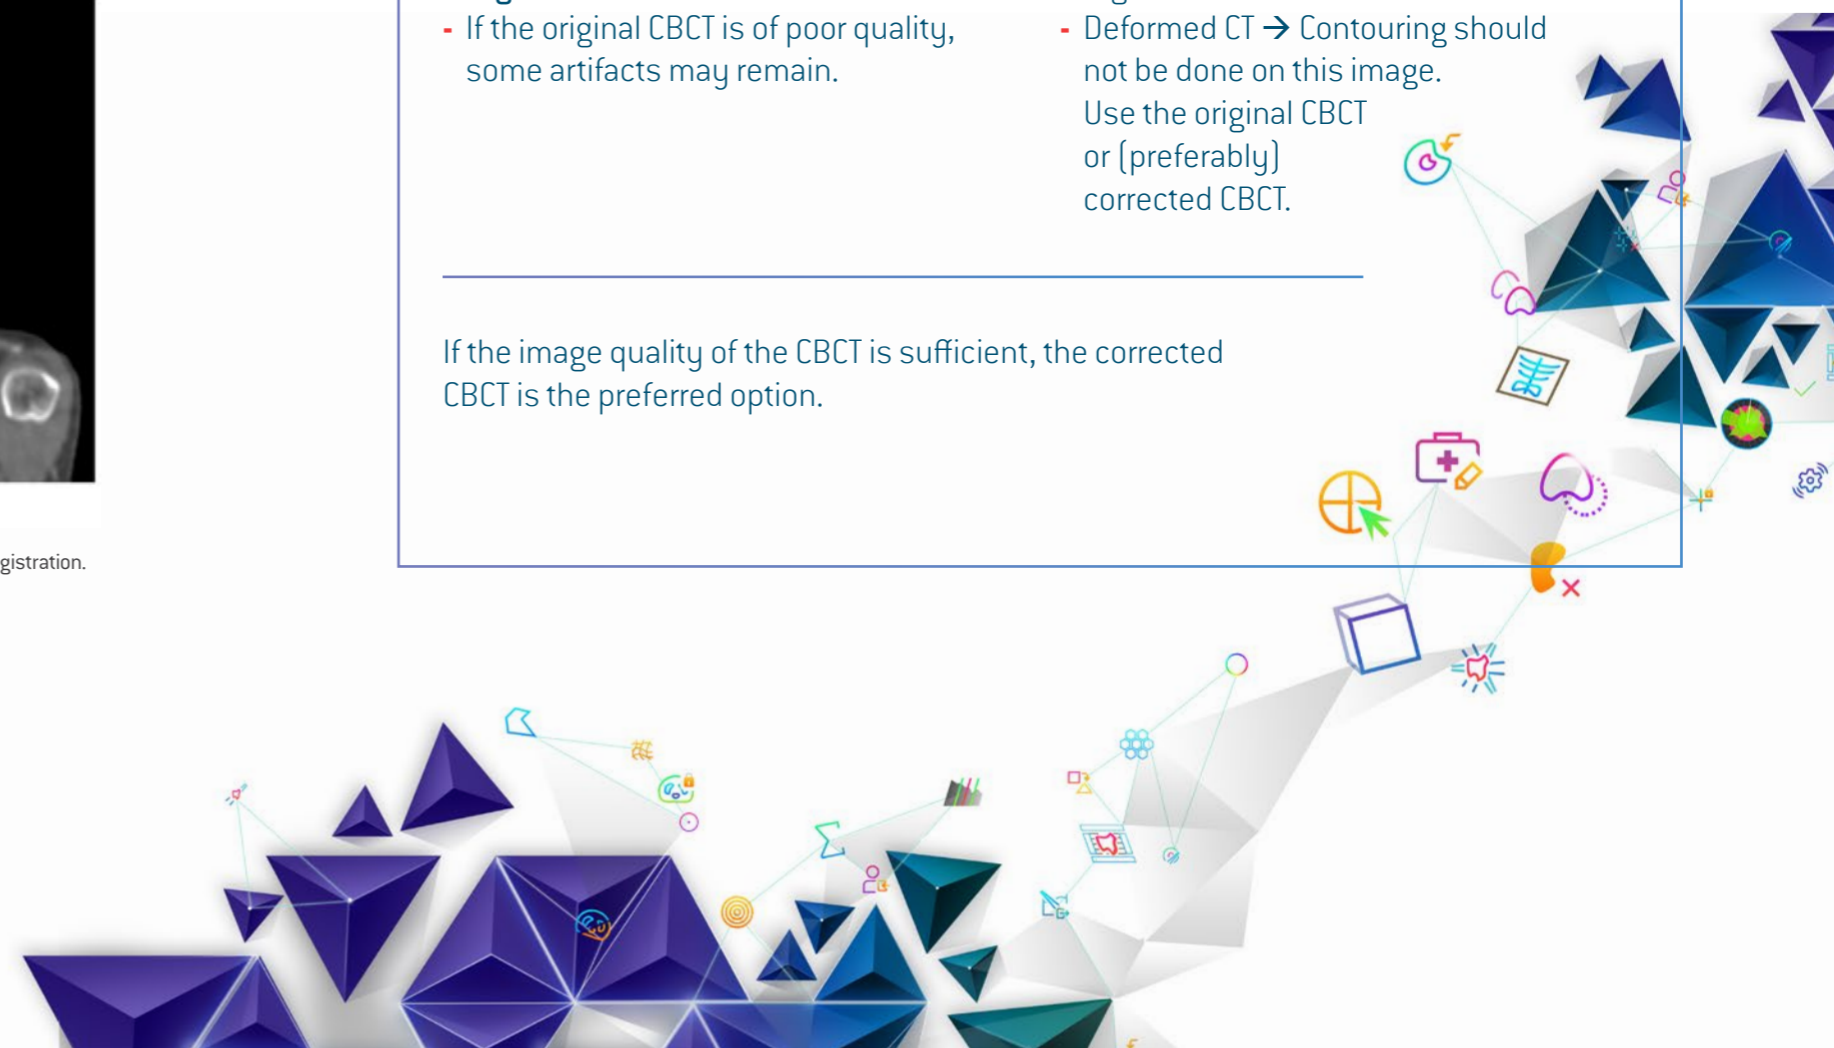 - If the original CBCT is of poor quality,
some artifacts may remain.
- Deformed CT → Contouring should
not be done on this image.
Use the original CBCT
or (preferably)
corrected CBCT.
If the image quality of the CBCT is sufficient, the corrected
CBCT is the preferred option.
gistration.